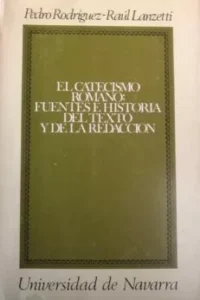 Pedro Rodríguez - Raúl Lanzetti
EL CATECISMO
ROMANO:
FUENTES E HISTORIA
DEL TEXTO
Y DE LA REDACCION
Universidad de Navarra